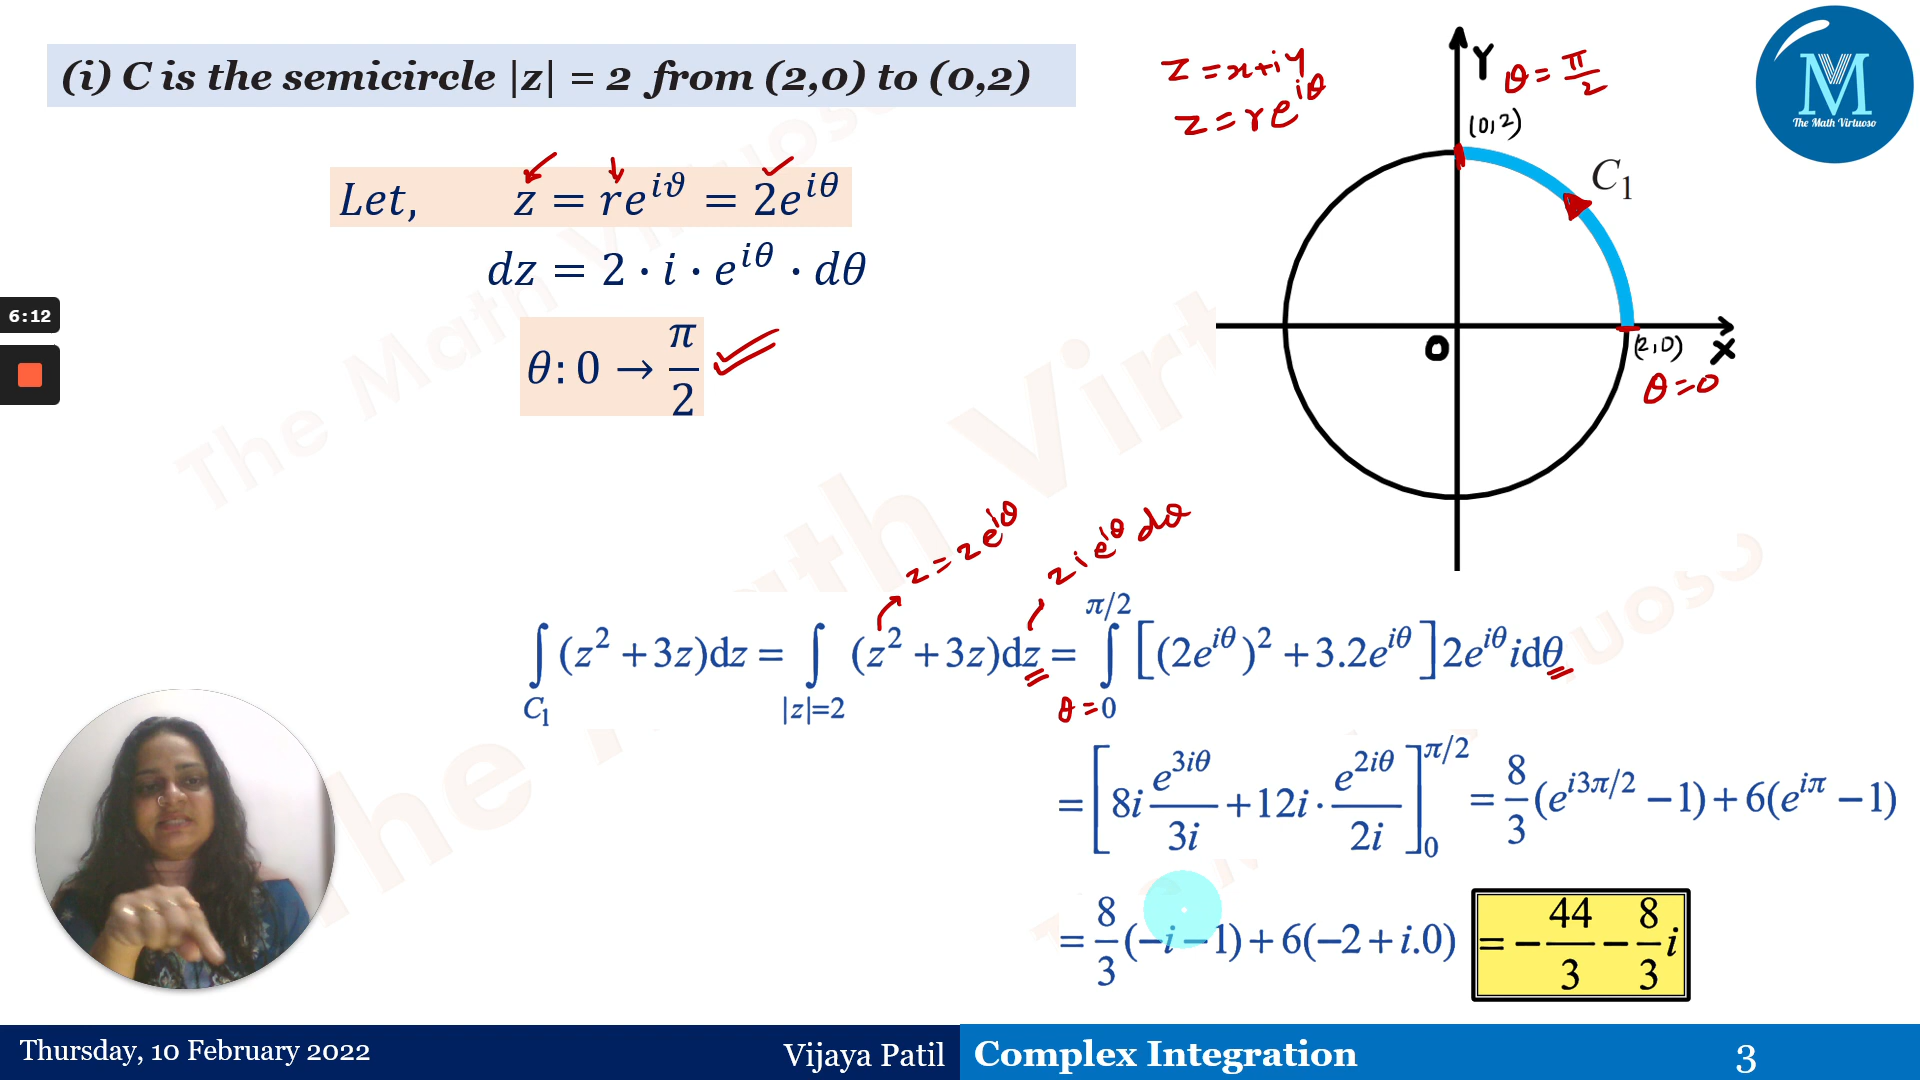 (i) C is the semicircle |z| = 2 from (2,0) to (0,2)
z = x+iy
z = re^{iθ}
Y
θ = π/2
(0,2)
C₁
M
The Math Virtuoso
Let, z = re^{iϑ} = 2e^{iθ}
dz = 2 · i · e^{iθ} · dθ
6:12
θ: 0 → π/2
O
(2,0)
X
θ=0
z = 2e^{iθ}
2ie^{iθ}dθ
∫_{C₁} (z² + 3z)dz = ∫_{|z|=2} (z² + 3z)dz = ∫_{0}^{π/2} [(2e^{iθ})² + 3.2e^{iθ}] 2e^{iθ} idθ
θ =
= [8i e^{3iθ}/3i + 12i · e^{2iθ}/2i]_{0}^{π/2} = 8/3 (e^{i3π/2} − 1) + 6(e^{iπ} − 1)
= 8/3 (−i − 1) + 6(−2 + i.0) = − 44/3 − 8/3 i
The Math Virtuoso
Thursday, 10 February 2022
Vijaya Patil
Complex Integration
3